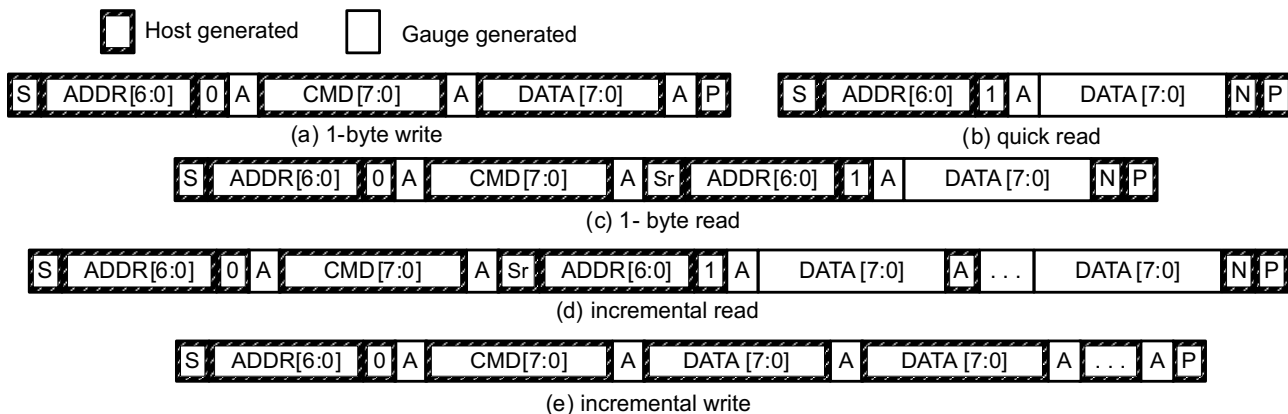 Host generated Gauge generated
S ADDR[6:0] 0 A CMD[7:0] A DATA[7:0] A P S ADDR[6:0] 1 A DATA[7:0] N P
(a) 1-byte write (b) quick read
S ADDR[6:0] 0 A CMD[7:0] A Sr ADDR[6:0] 1 A DATA[7:0] N P
(c) 1- byte read
S ADDR[6:0] 0 A CMD[7:0] A Sr ADDR[6:0] 1 A DATA[7:0] A . . . DATA[7:0] N P
(d) incremental read
S ADDR[6:0] 0 A CMD[7:0] A DATA[7:0] A DATA[7:0] A . . . A P
(e) incremental write